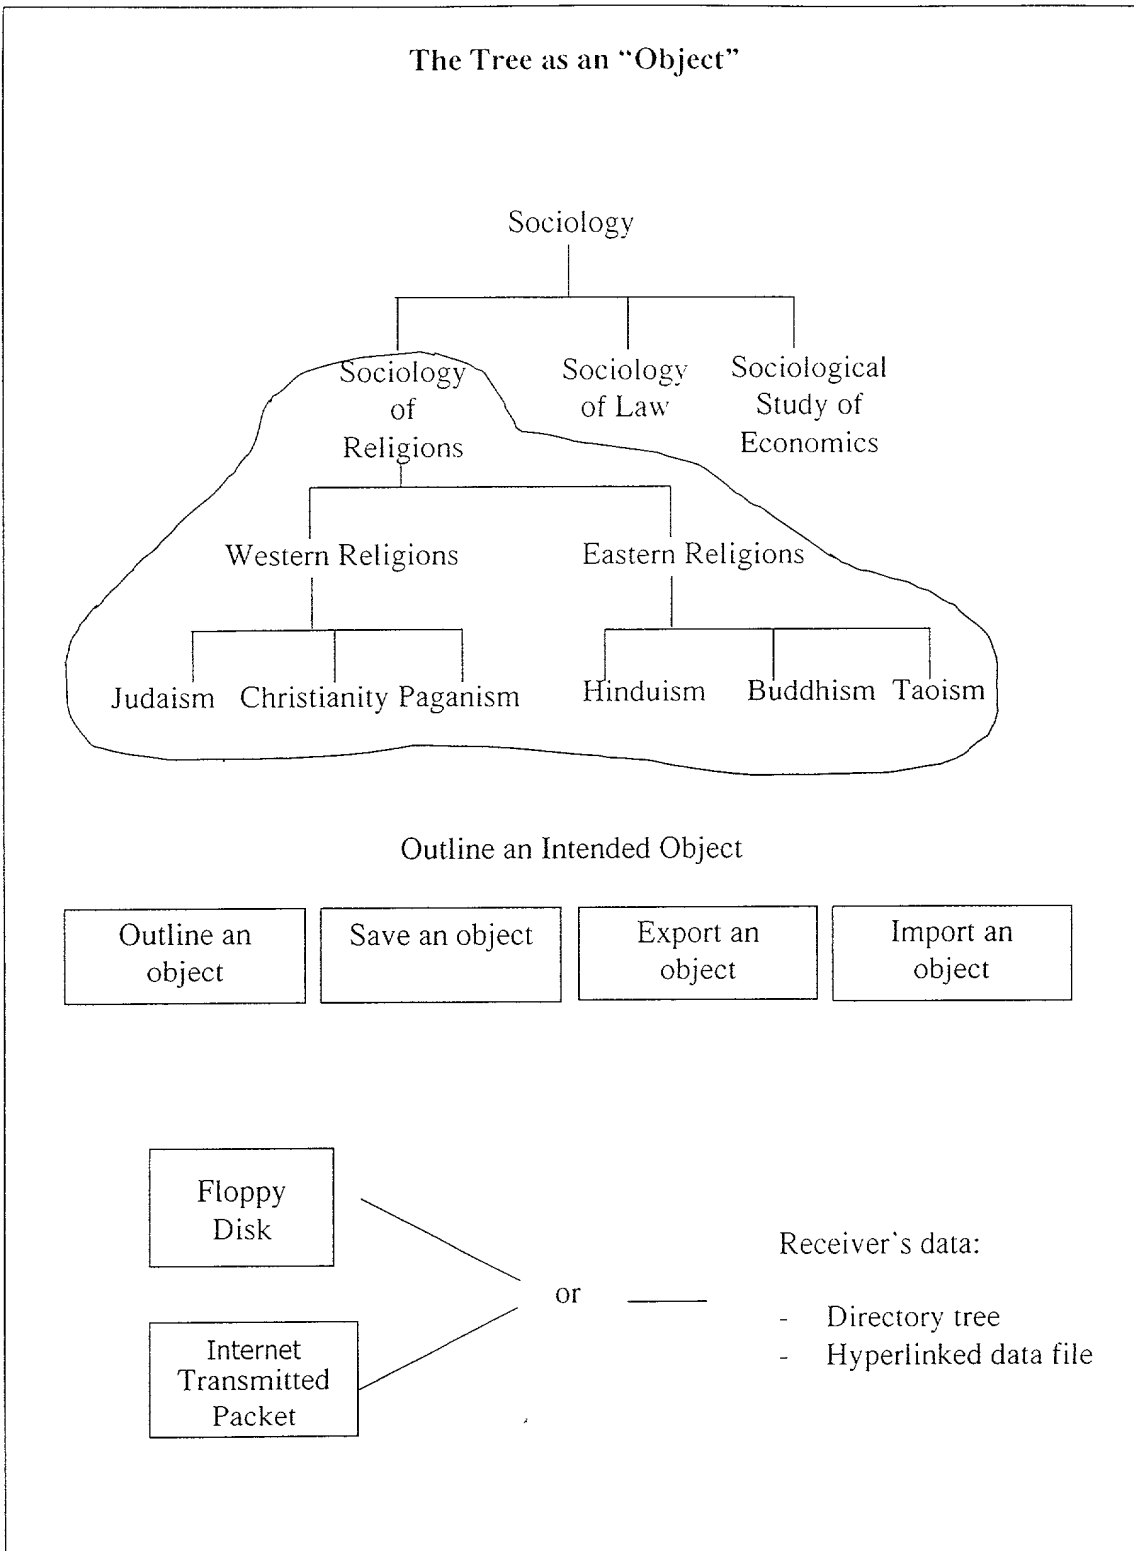 The Tree as an “Object”
Sociology
Sociology
of
Religions
Sociology
of Law
Sociological
Study of
Economics
Western Religions
Eastern Religions
Judaism
Christianity
Paganism
Hinduism
Buddhism
Taoism
Outline an Intended Object
Outline an
object
Save an object
Export an
object
Import an
object
Floppy
Disk
Internet
Transmitted
Packet
or
Receiver`s data:
- Directory tree
- Hyperlinked data file